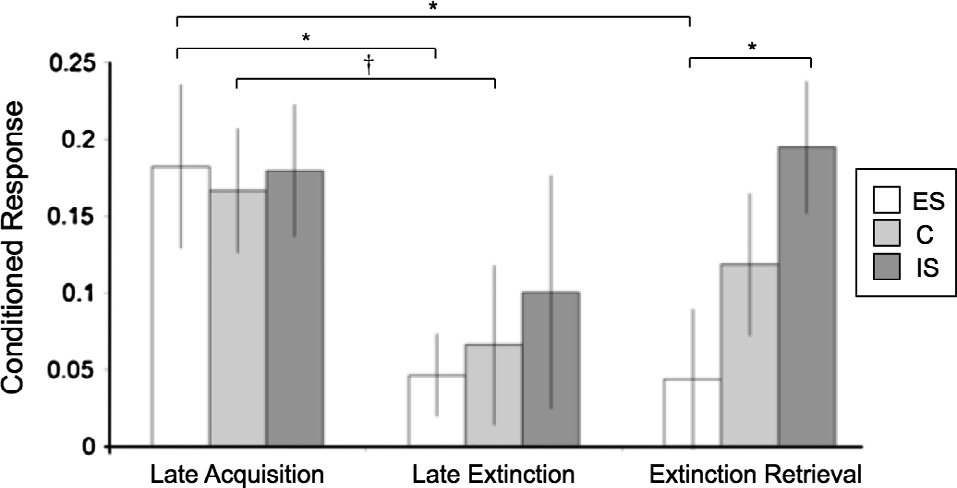 *
*
†
*
0.25
0.2
0.15
0.1
0.05
0
Conditioned Response
Late Acquisition Late Extinction Extinction Retrieval
ES
C
IS